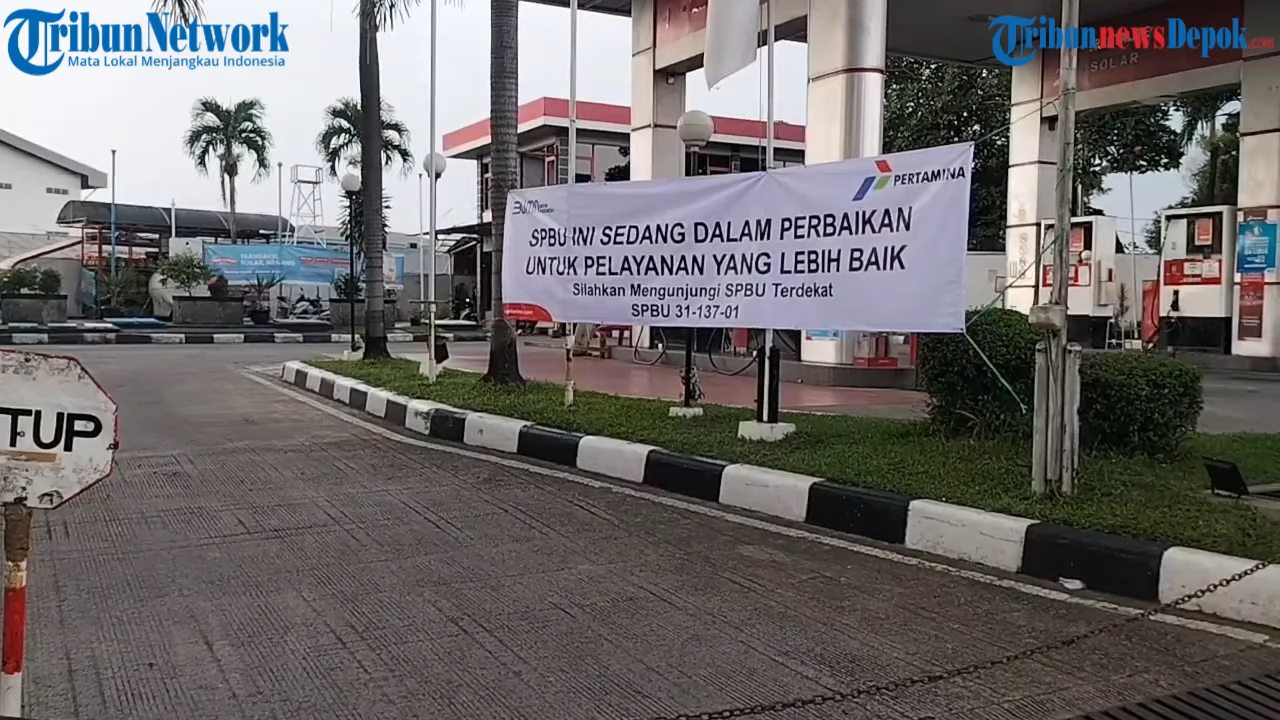 TribunNetwork
Mata Lokal Menjangkau Indonesia
TribunnewsDepok.com
SOLAR
PERTAMINA
SPBU INI SEDANG DALAM PERBAIKAN
UNTUK PELAYANAN YANG LEBIH BAIK
Silahkan Mengunjungi SPBU Terdekat
SPBU 31-137-01
TUP